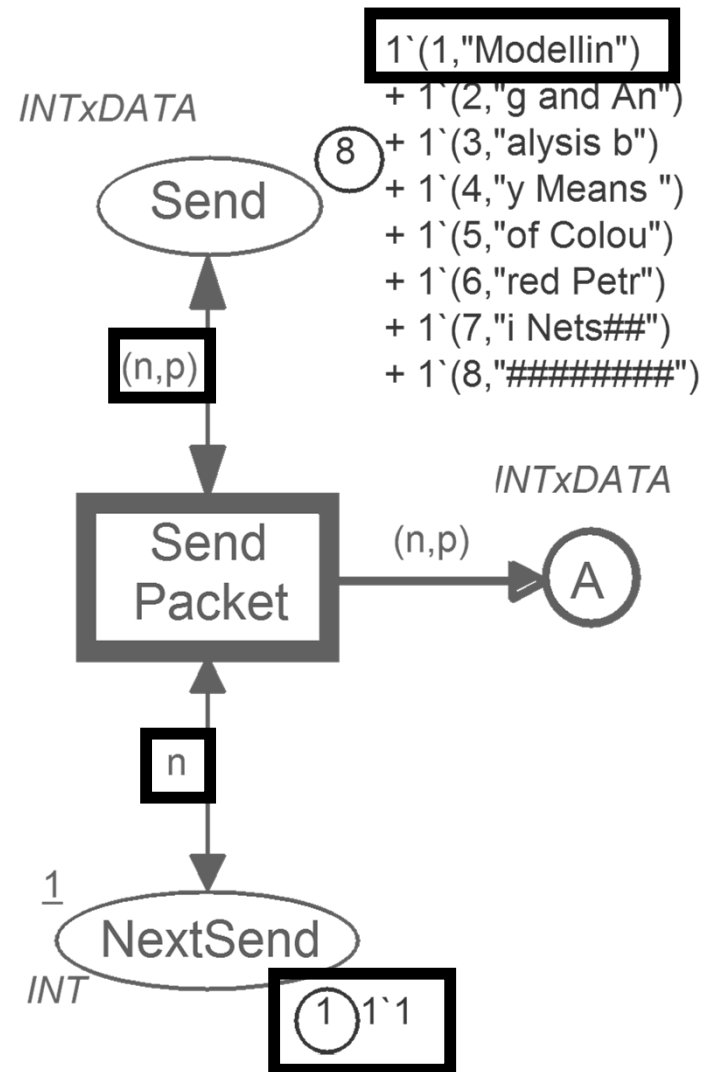 1`(1,"Modellin")
INTxDATA
+ 1`(2,"g and An")
8
+ 1`(3,"alysis b")
Send
+ 1`(4,"y Means ")
+ 1`(5,"of Colou")
+ 1`(6,"red Petr")
+ 1`(7,"i Nets##")
(n,p)
+ 1`(8,"########")
INTxDATA
Send
Packet
(n,p)
A
n
1
NextSend
INT
1 1`1